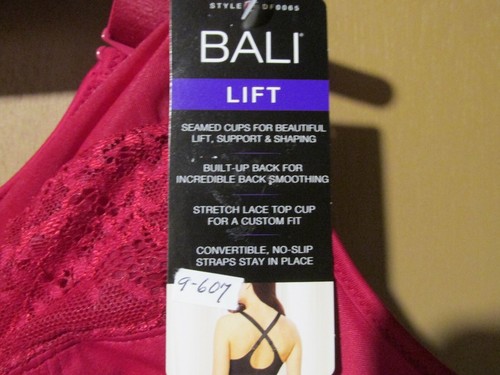 STYLE # DF0065
BALI
LIFT
SEAMED CUPS FOR BEAUTIFUL
LIFT, SUPPORT & SHAPING
BUILT-UP BACK FOR
INCREDIBLE BACK SMOOTHING
STRETCH LACE TOP CUP
FOR A CUSTOM FIT
CONVERTIBLE, NO-SLIP
STRAPS STAY IN PLACE
9-607